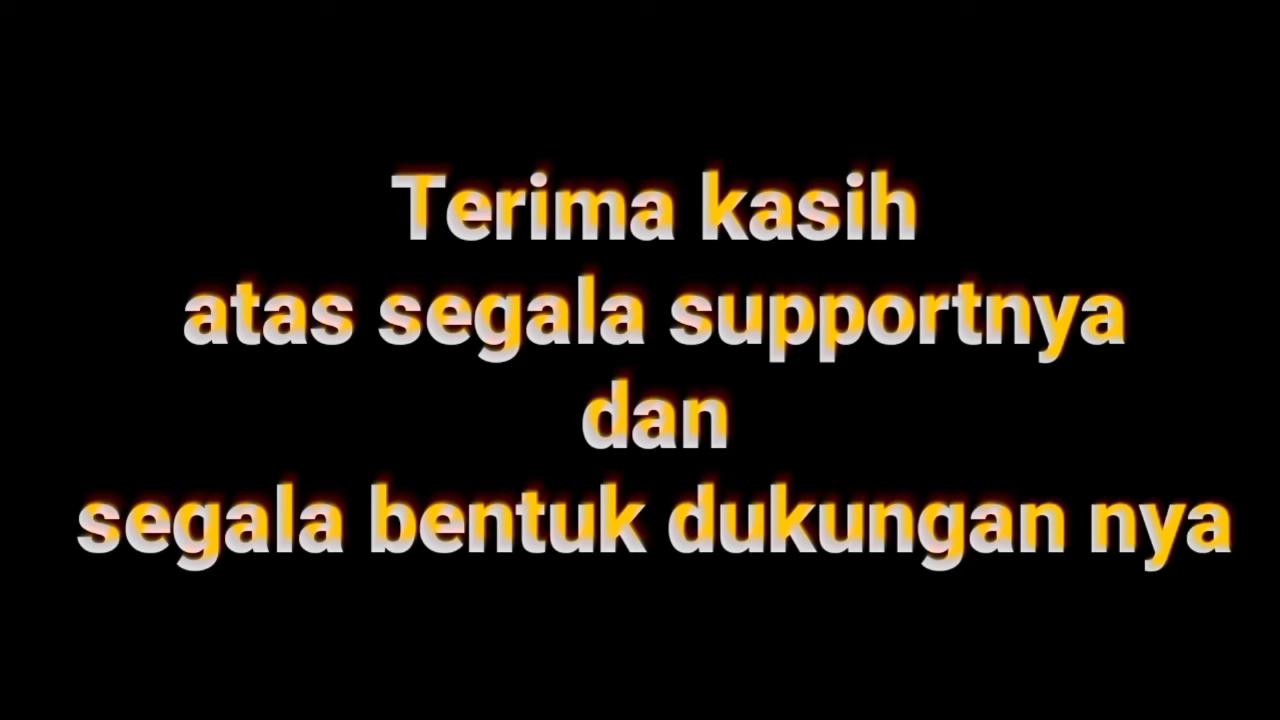 Terima kasih
atas segala supportnya
dan
segala bentuk dukungan nya